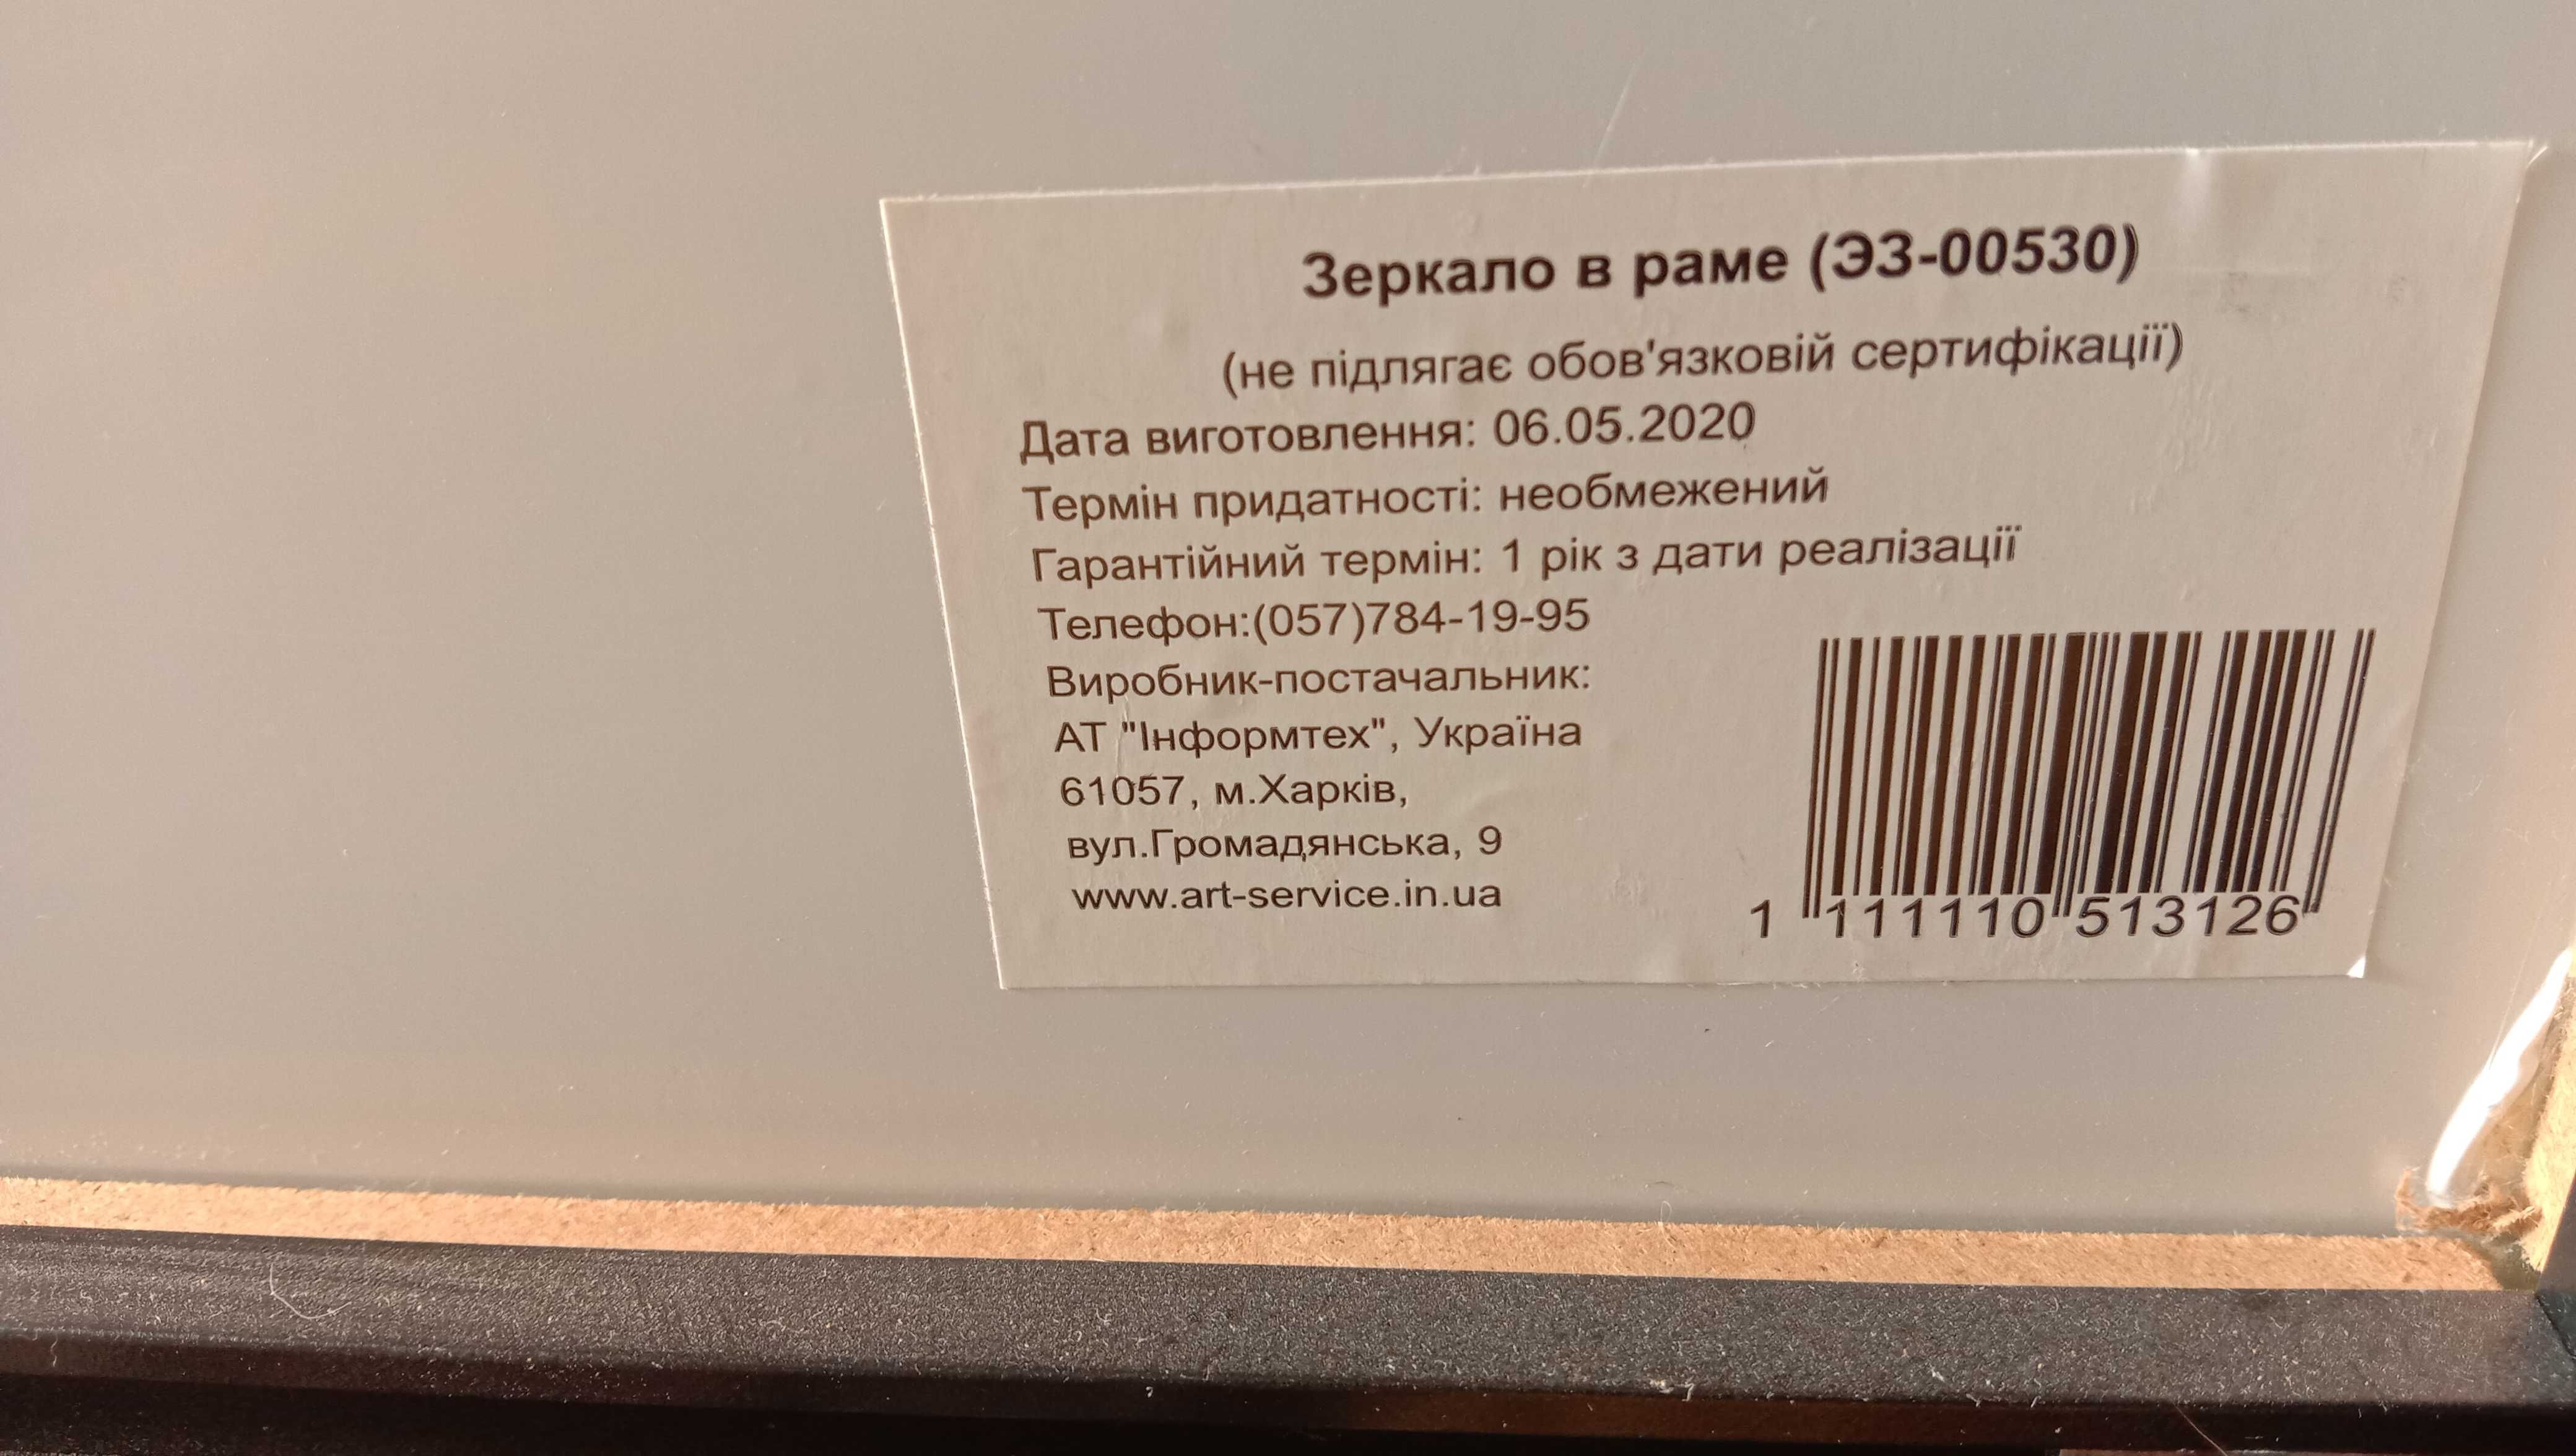 Зеркало в раме (ЭЗ-00530)
(не підлягає обов'язковій сертифікації)
Дата виготовлення: 06.05.2020
Термін придатності: необмежений
Гарантійний термін: 1 рік з дати реалізації
Телефон:(057)784-19-95
Виробник-постачальник:
АТ "Інформтех", Україна
61057, м.Харків,
вул.Громадянська, 9
www.art-service.in.ua
1 111110 513126